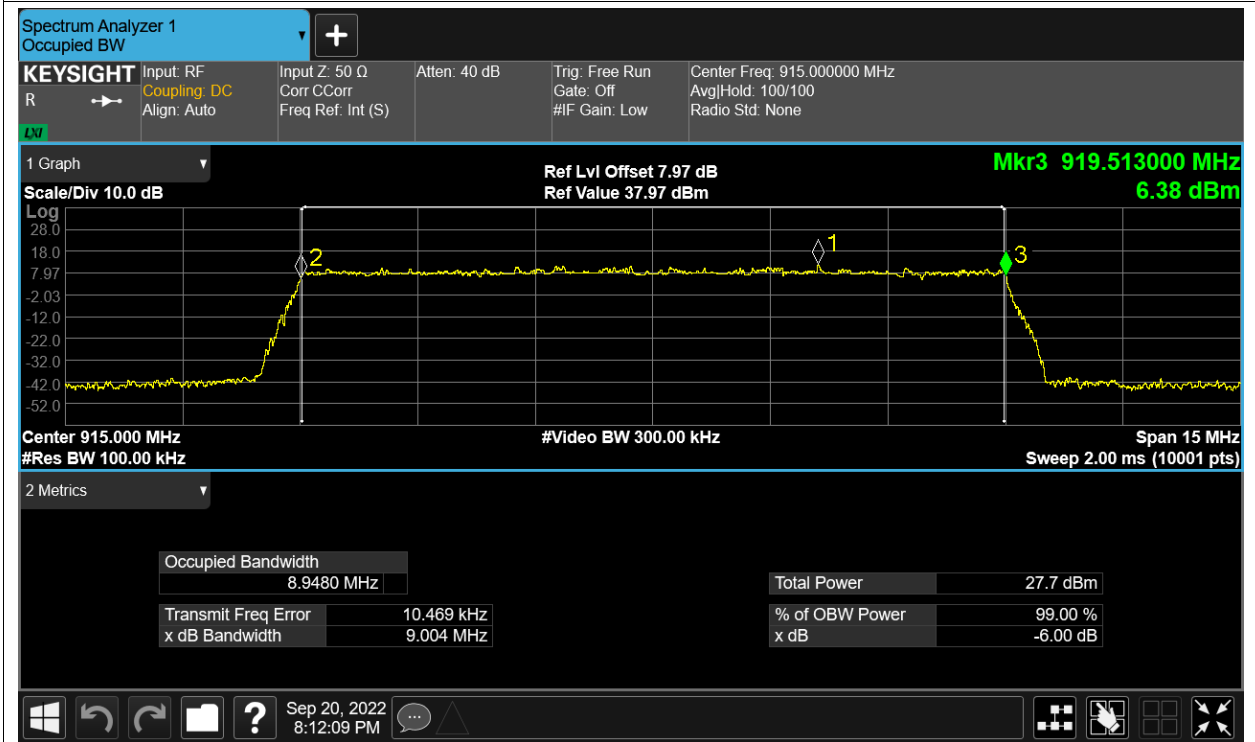 Spectrum Analyzer 1
Occupied BW
+
KEYSIGHT Input: RF Input Z: 50 Ω Atten: 40 dB Trig: Free Run Center Freq: 915.000000 MHz
R Coupling: DC Corr CCorr Gate: Off Avg|Hold: 100/100
Align: Auto Freq Ref: Int (S) #IF Gain: Low Radio Std: None
LXI
1 Graph Ref Lvl Offset 7.97 dB Mkr3 919.513000 MHz
Scale/Div 10.0 dB Ref Value 37.97 dBm 6.38 dBm
Log
28.0
18.0
7.97
-2.03
-12.0
-22.0
-32.0
-42.0
-52.0
2
1
3
Center 915.000 MHz #Video BW 300.00 kHz Span 15 MHz
#Res BW 100.00 kHz Sweep 2.00 ms (10001 pts)
2 Metrics
Occupied Bandwidth
8.9480 MHz Total Power 27.7 dBm
Transmit Freq Error 10.469 kHz % of OBW Power 99.00 %
x dB Bandwidth 9.004 MHz x dB -6.00 dB
? Sep 20, 2022
8:12:09 PM